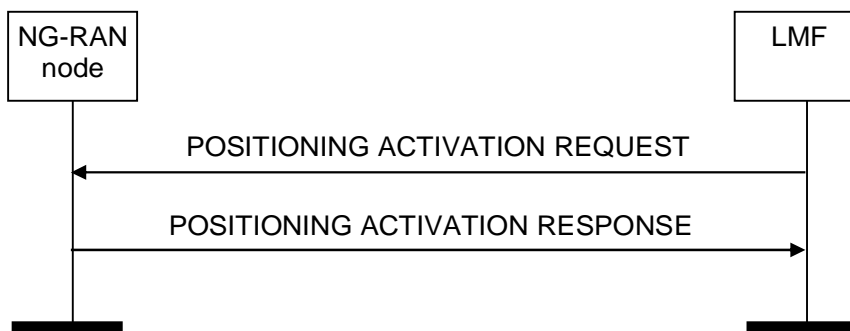 NG-RAN
node
LMF
POSITIONING ACTIVATION REQUEST
POSITIONING ACTIVATION RESPONSE